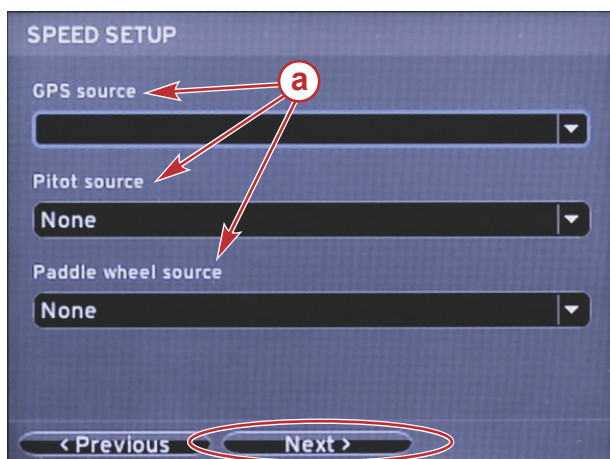 SPEED SETUP
a
GPS source
Pitot source
None
Paddle wheel source
None
< Previous
Next >